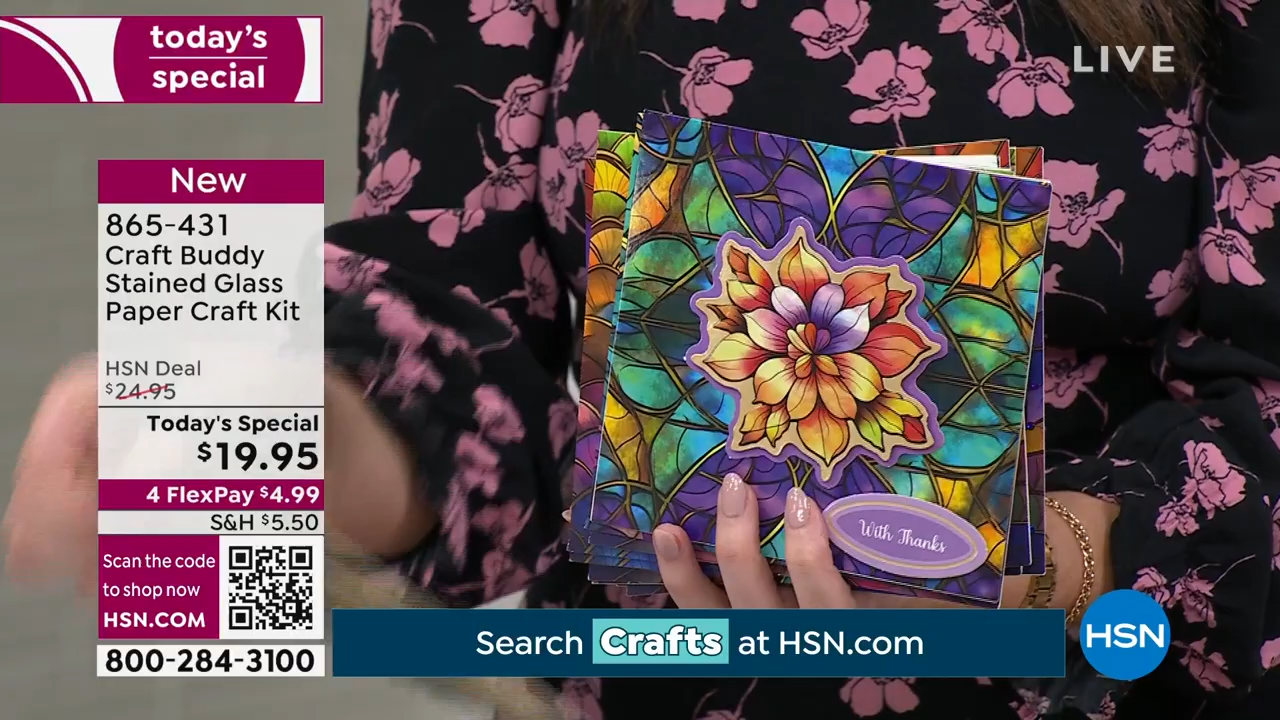 today's
special
LIVE
New
865-431
Craft Buddy
Stained Glass
Paper Craft Kit
HSN Deal
$24.95
Today's Special
$19.95
4 FlexPay $4.99
S&H $5.50
Scan the code
to shop now
HSN.COM
800-284-3100
With Thanks
Search Crafts at HSN.com
HSN